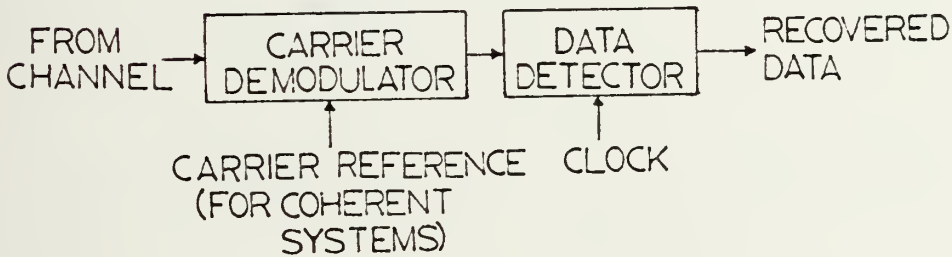 FROM
CHANNEL
CARRIER
DEMODULATOR
DATA
DETECTOR
RECOVERED
DATA
CARRIER REFERENCE
(FOR COHERENT
SYSTEMS)
CLOCK